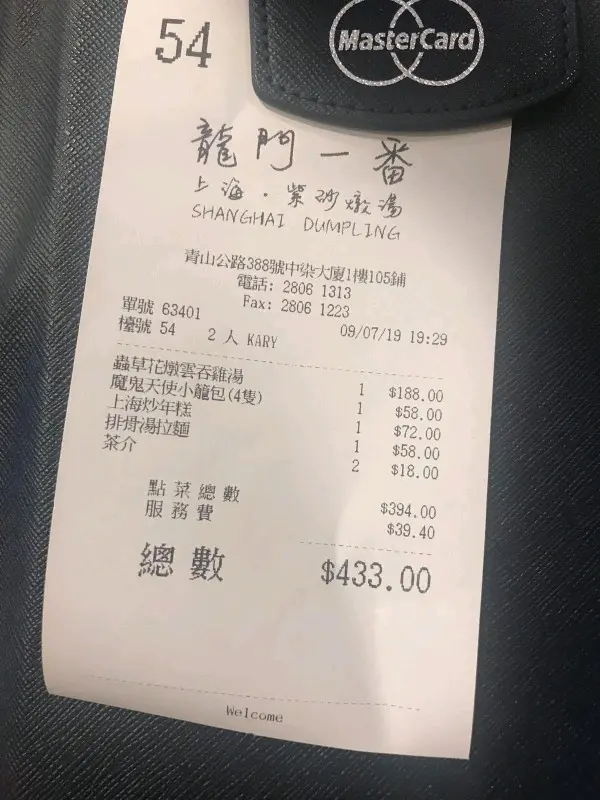 MasterCard
54
龍門一番
上海·紫砂燉湯
SHANGHAI DUMPLING
青山公路388號中染大廈1樓105鋪
電話: 2806 1313
Fax: 2806 1223
單號 63401 09/07/19 19:29
檯號 54 2 人 KARY
蟲草花燉雲吞雞湯 1 $188.00
魔鬼天使小籠包(4隻) 1 $58.00
上海炒年糕 1 $72.00
排骨湯拉麵 1 $58.00
茶介 2 $18.00
點菜總數 $394.00
服務費 $39.40
總數 $433.00
Welcome